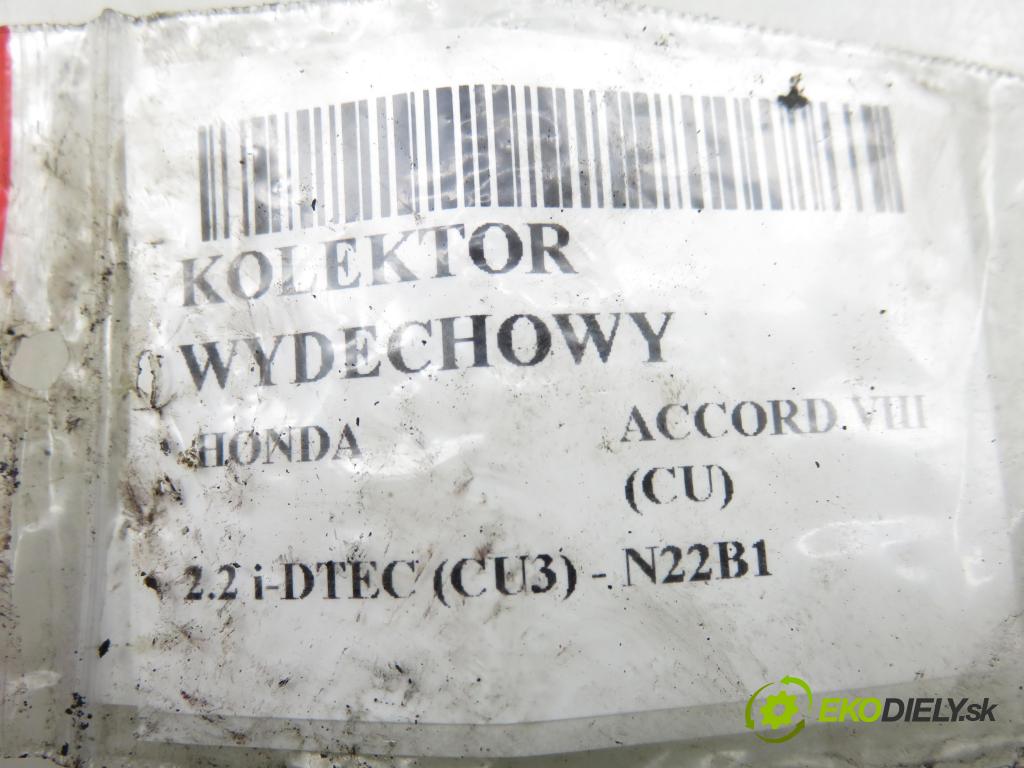 KOLEKTOR
WYDECHOWY
HONDA ACCORD VIII
(CU)
2.2 i-DTEC (CU3) - N22B1
EKODIELY.sk